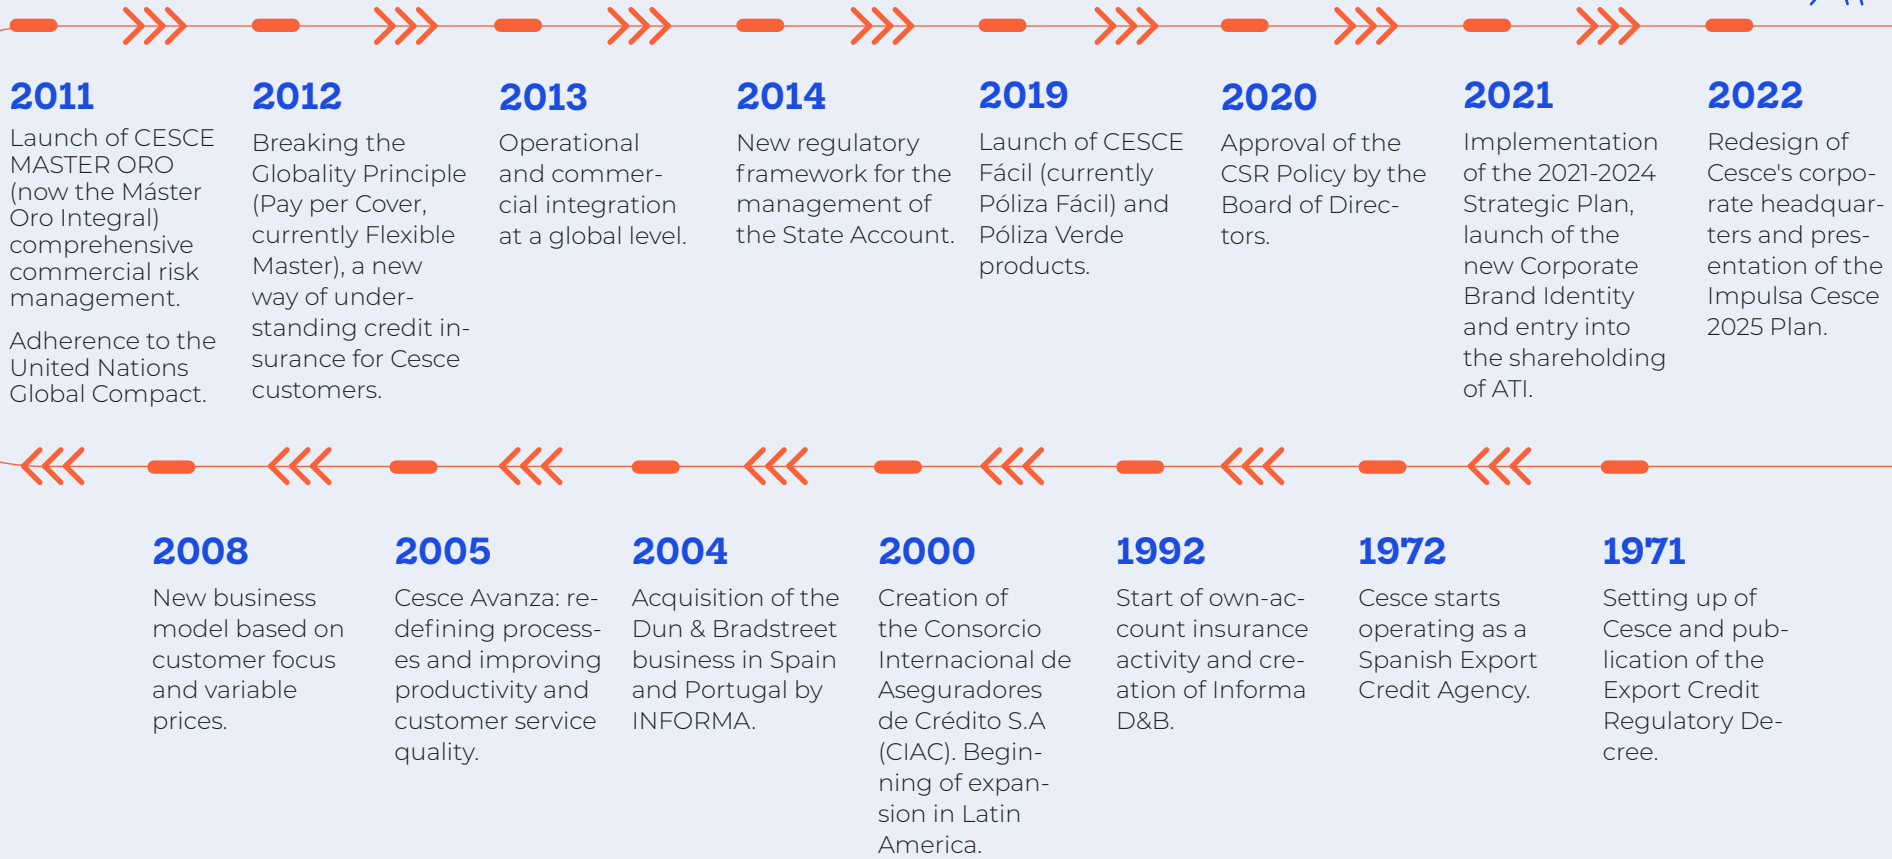 2011
Launch of CESCE
MASTER ORO
(now the Máster
Oro Integral)
comprehensive
commercial risk
management.
Adherence to the
United Nations
Global Compact.
2012
Breaking the
Globality Principle
(Pay per Cover,
currently Flexible
Master), a new
way of under-
standing credit in-
surance for Cesce
customers.
2013
Operational
and commer-
cial integration
at a global level.
2014
New regulatory
framework for the
management of
the State Account.
2019
Launch of CESCE
Fácil (currently
Póliza Fácil) and
Póliza Verde
products.
2020
Approval of the
CSR Policy by the
Board of Direc-
tors.
2021
Implementation
of the 2021-2024
Strategic Plan,
launch of the
new Corporate
Brand Identity
and entry into
the shareholding
of ATI.
2022
Redesign of
Cesce's corpo-
rate headquar-
ters and pres-
entation of the
Impulsa Cesce
2025 Plan.
2008
New business
model based on
customer focus
and variable
prices.
2005
Cesce Avanza: re-
defining process-
es and improving
productivity and
customer service
quality.
2004
Acquisition of the
Dun & Bradstreet
business in Spain
and Portugal by
INFORMA.
2000
Creation of
the Consorcio
Internacional de
Aseguradores
de Crédito S.A
(CIAC). Begin-
ning of expan-
sion in Latin
America.
1992
Start of own-ac-
count insurance
activity and cre-
ation of Informa
D&B.
1972
Cesce starts
operating as a
Spanish Export
Credit Agency.
1971
Setting up of
Cesce and pub-
lication of the
Export Credit
Regulatory De-
cree.